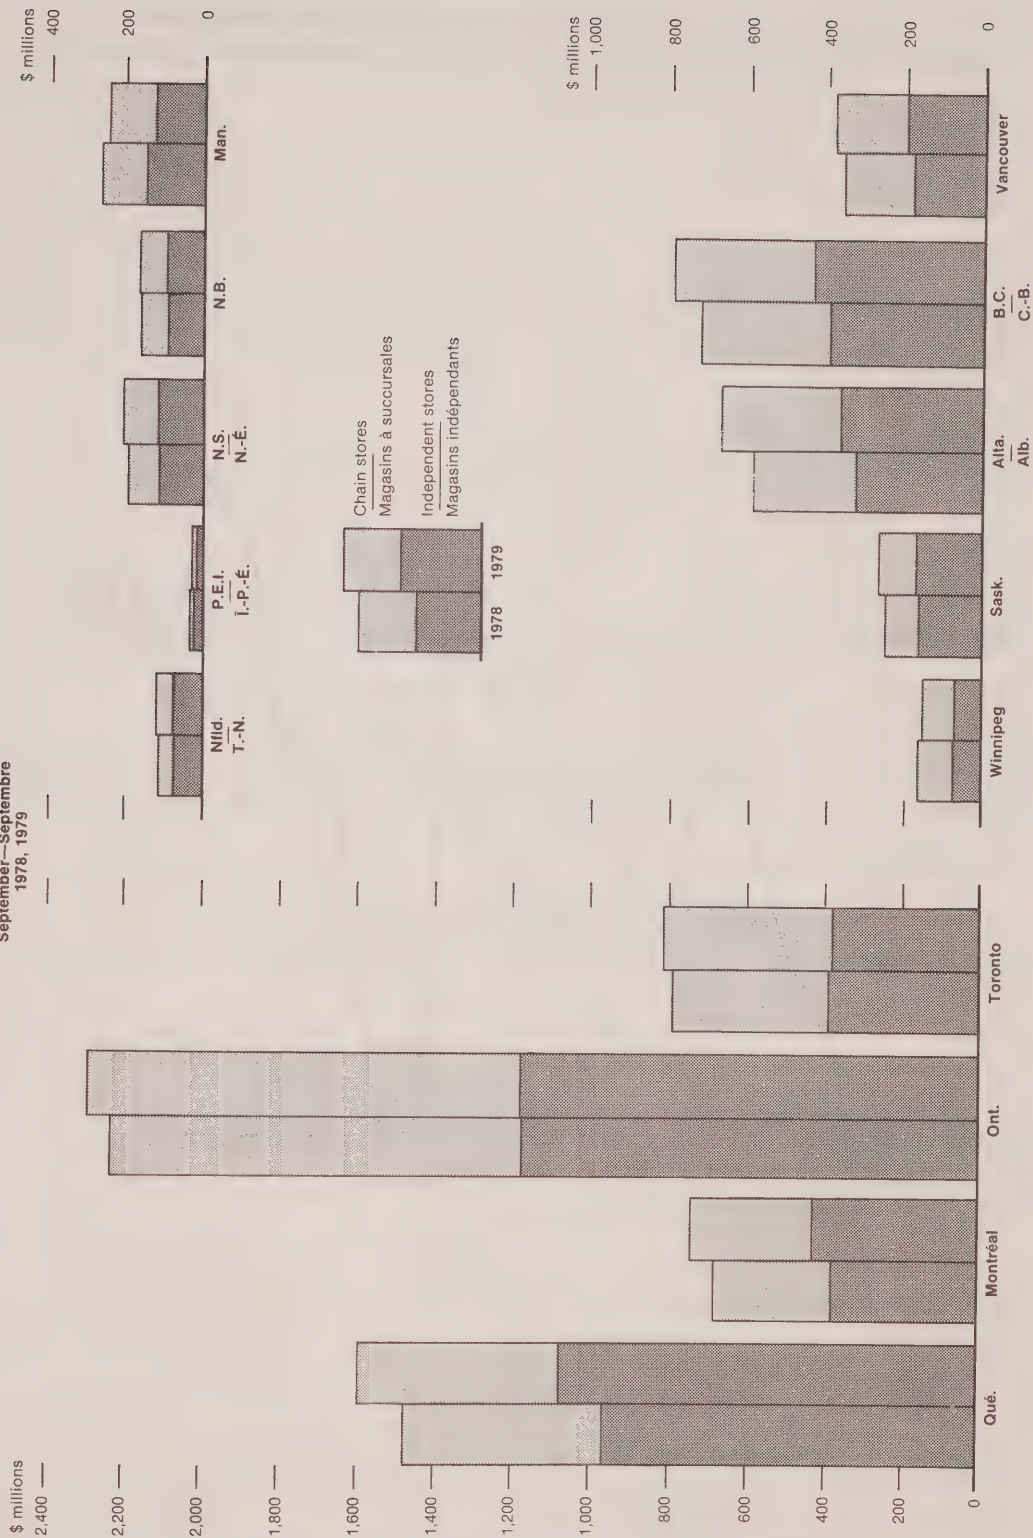 September—Septembre
1978, 1979
$ millions
400
200
0
Nfld.
T.-N.
P.E.I.
Î.-P.-É.
N.S.
N.-É.
N.B.
Man.
Chain stores
Magasins à succursales
Independent stores
Magasins indépendants
1978
1979
$ millions
2,400
2,200
2,000
1,800
1,600
1,400
1,200
1,000
800
600
400
200
0
Qué.
Montréal
Ont.
Toronto
$ millions
1,000
800
600
400
200
0
Winnipeg
Sask.
Alta.
Alb.
B.C.
C.-B.
Vancouver